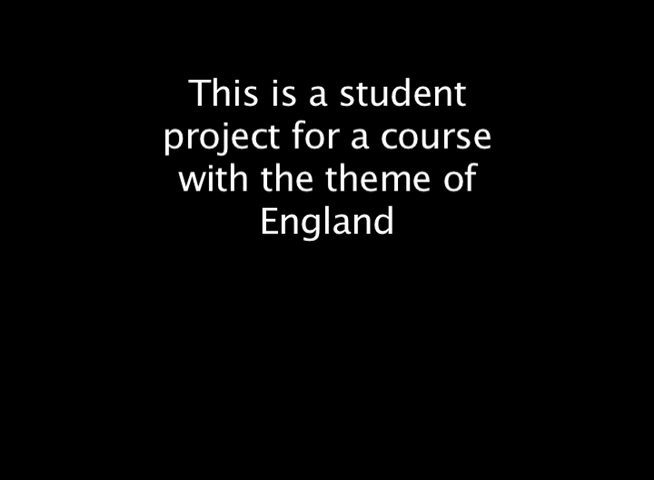 This is a student
project for a course
with the theme of
England